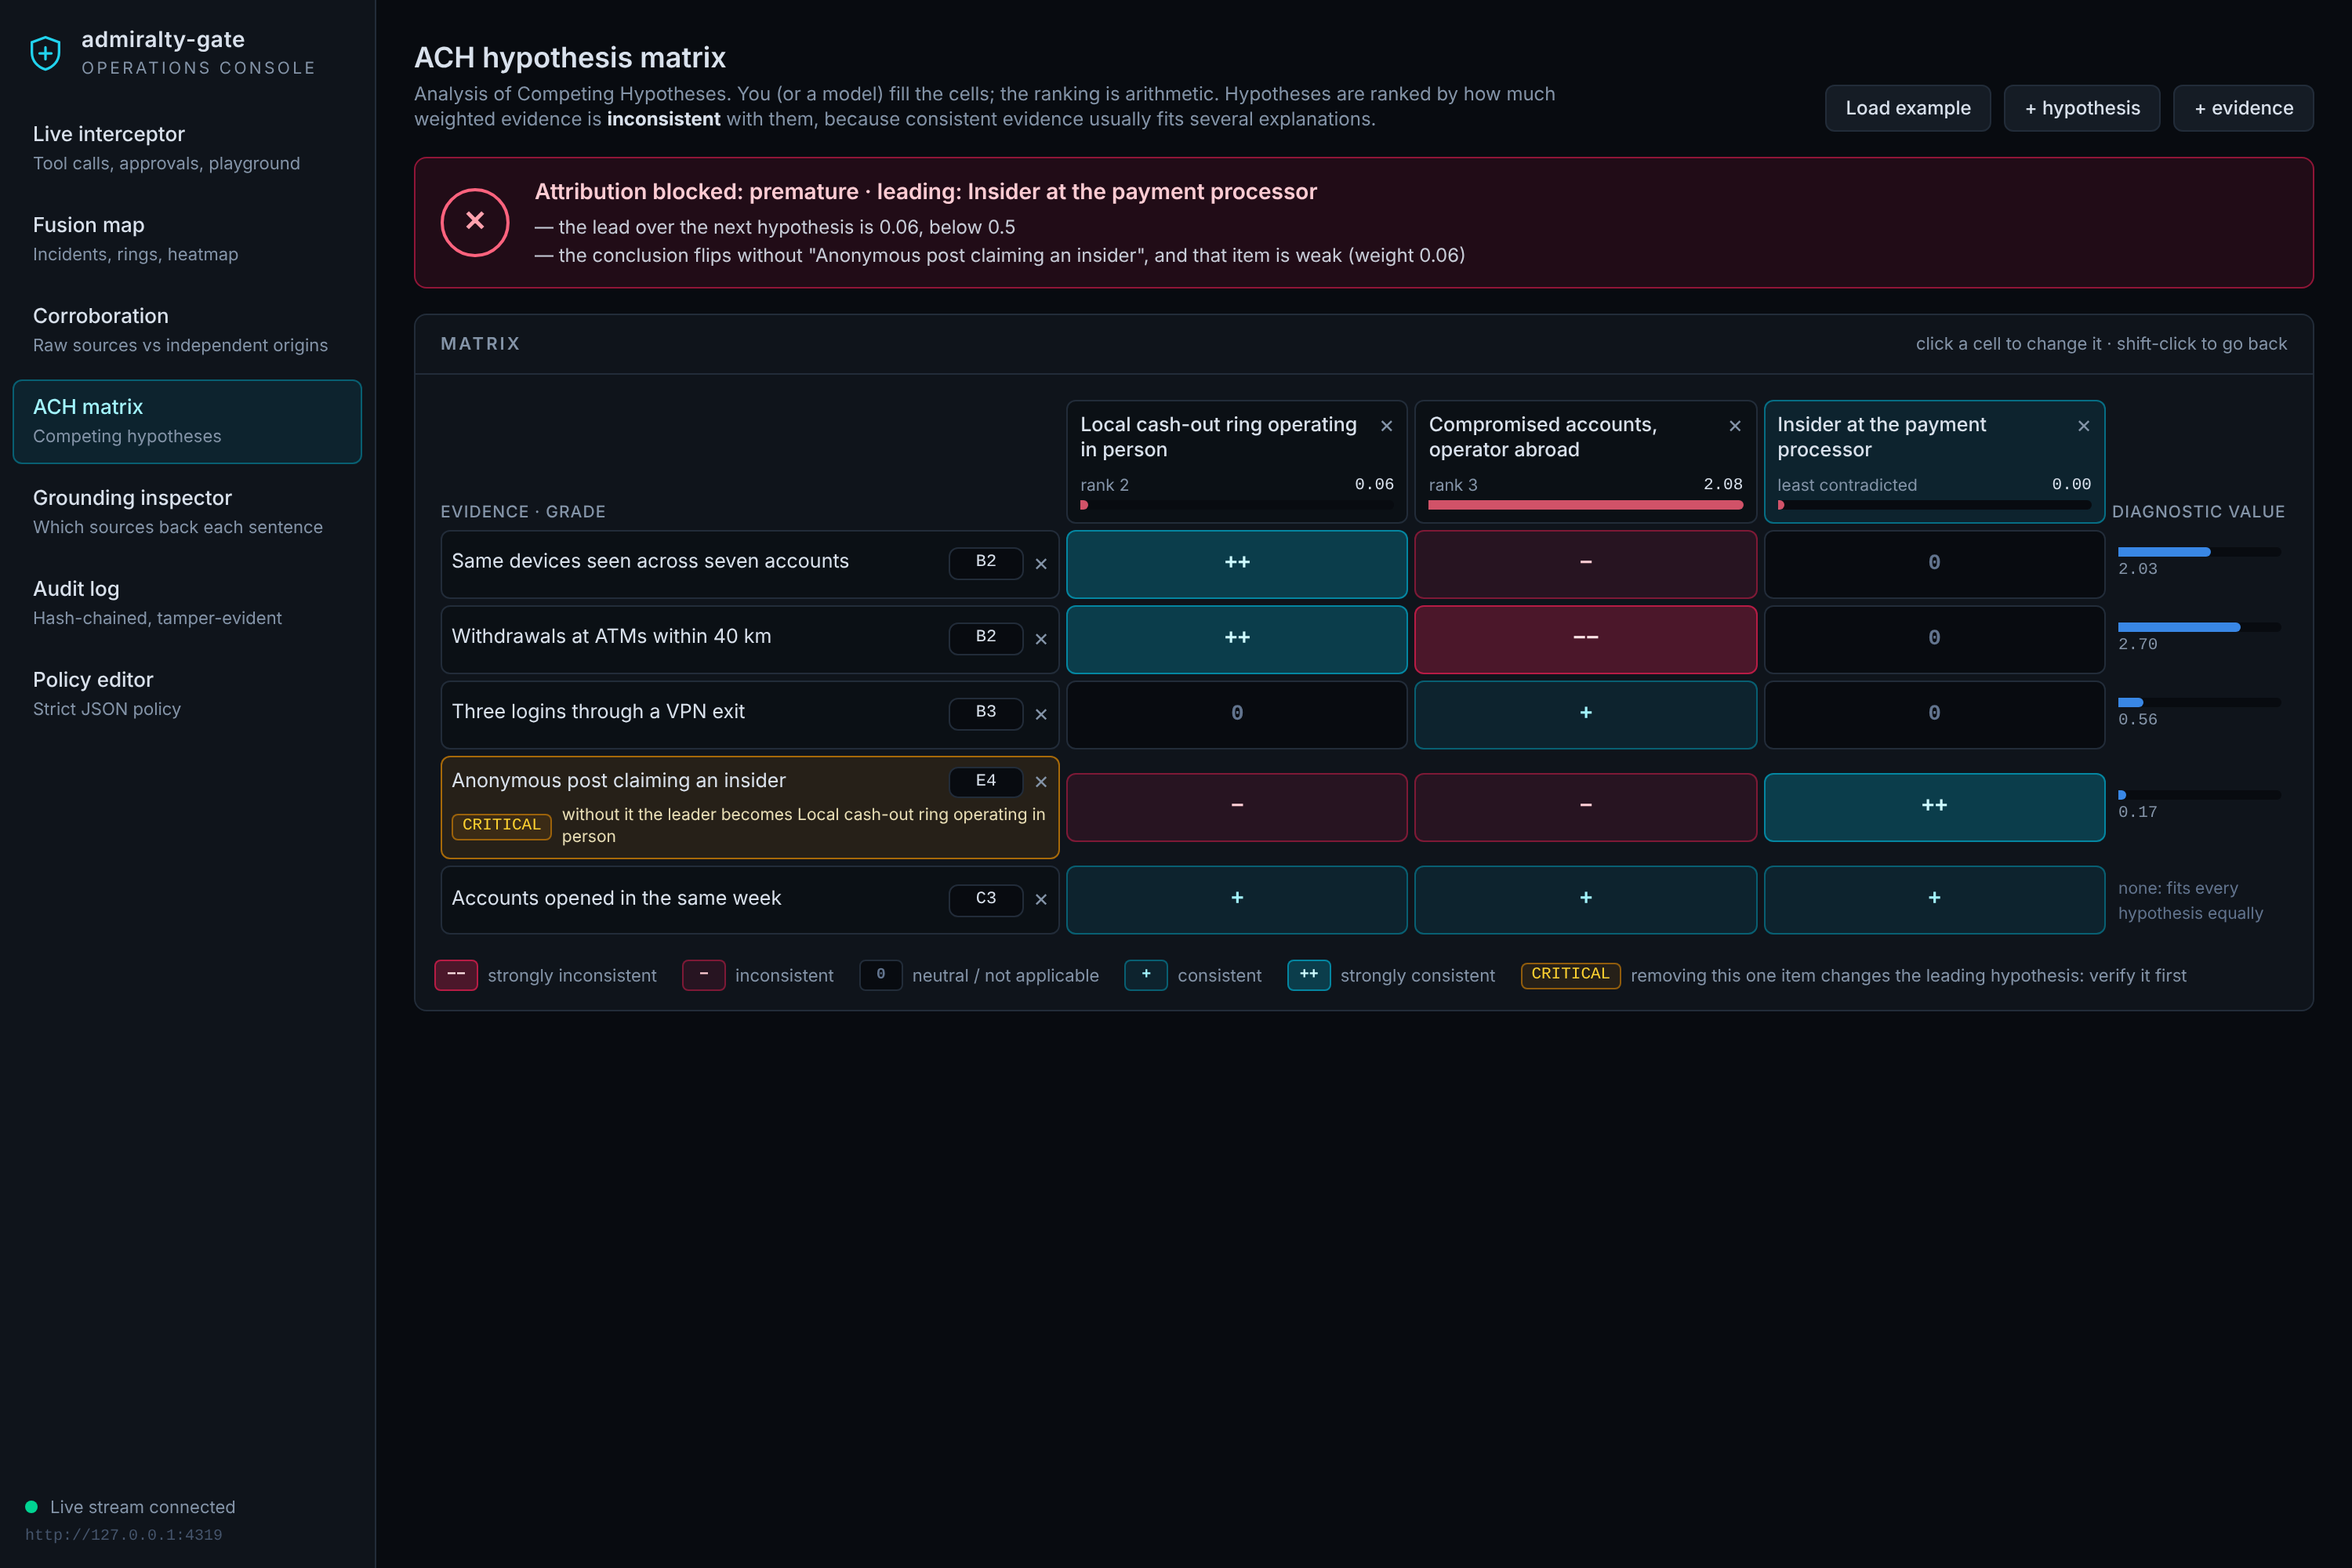 admiralty-gate
OPERATIONS CONSOLE
Live interceptor
Tool calls, approvals, playground
Fusion map
Incidents, rings, heatmap
Corroboration
Raw sources vs independent origins
ACH matrix
Competing hypotheses
Grounding inspector
Which sources back each sentence
Audit log
Hash-chained, tamper-evident
Policy editor
Strict JSON policy
Live stream connected
http://127.0.0.1:4319
ACH hypothesis matrix
Analysis of Competing Hypotheses. You (or a model) fill the cells; the ranking is arithmetic. Hypotheses are ranked by how much
weighted evidence is inconsistent with them, because consistent evidence usually fits several explanations.
Load example
+ hypothesis
+ evidence
✕
Attribution blocked: premature · leading: Insider at the payment processor
— the lead over the next hypothesis is 0.06, below 0.5
— the conclusion flips without "Anonymous post claiming an insider", and that item is weak (weight 0.06)
MATRIX
click a cell to change it · shift-click to go back
EVIDENCE · GRADE
Local cash-out ring operating ✕
in person
rank 2 0.06
Compromised accounts, ✕
operator abroad
rank 3 2.08
Insider at the payment ✕
processor
least contradicted 0.00
DIAGNOSTIC VALUE
Same devices seen across seven accounts B2 ✕ ++ − 0 2.03
Withdrawals at ATMs within 40 km B2 ✕ ++ −− 0 2.70
Three logins through a VPN exit B3 ✕ 0 + 0 0.56
Anonymous post claiming an insider E4 ✕ − − ++ 0.17
CRITICAL without it the leader becomes Local cash-out ring operating in
person
Accounts opened in the same week C3 ✕ + + + none: fits every
hypothesis equally
−− strongly inconsistent − inconsistent 0 neutral / not applicable + consistent ++ strongly consistent CRITICAL removing this one item changes the leading hypothesis: verify it first